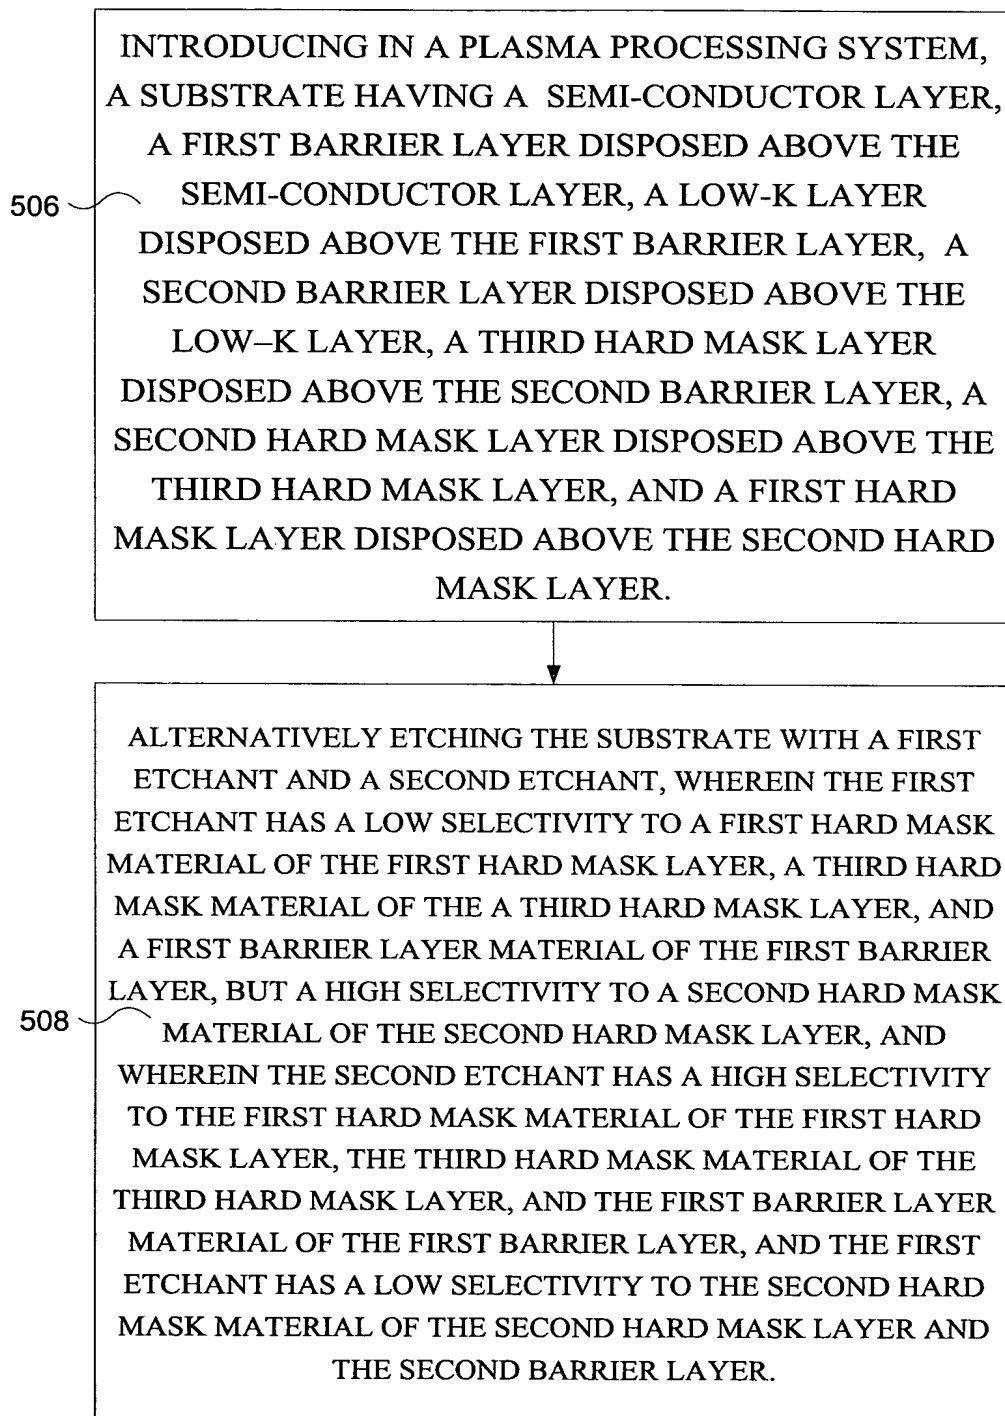 INTRODUCING IN A PLASMA PROCESSING SYSTEM,
A SUBSTRATE HAVING A SEMI-CONDUCTOR LAYER,
A FIRST BARRIER LAYER DISPOSED ABOVE THE
506
SEMI-CONDUCTOR LAYER, A LOW-K LAYER
DISPOSED ABOVE THE FIRST BARRIER LAYER, A
SECOND BARRIER LAYER DISPOSED ABOVE THE
LOW–K LAYER, A THIRD HARD MASK LAYER
DISPOSED ABOVE THE SECOND BARRIER LAYER, A
SECOND HARD MASK LAYER DISPOSED ABOVE THE
THIRD HARD MASK LAYER, AND A FIRST HARD
MASK LAYER DISPOSED ABOVE THE SECOND HARD
MASK LAYER.
ALTERNATIVELY ETCHING THE SUBSTRATE WITH A FIRST
ETCHANT AND A SECOND ETCHANT, WHEREIN THE FIRST
ETCHANT HAS A LOW SELECTIVITY TO A FIRST HARD MASK
MATERIAL OF THE FIRST HARD MASK LAYER, A THIRD HARD
MASK MATERIAL OF THE A THIRD HARD MASK LAYER, AND
A FIRST BARRIER LAYER MATERIAL OF THE FIRST BARRIER
LAYER, BUT A HIGH SELECTIVITY TO A SECOND HARD MASK
508
MATERIAL OF THE SECOND HARD MASK LAYER, AND
WHEREIN THE SECOND ETCHANT HAS A HIGH SELECTIVITY
TO THE FIRST HARD MASK MATERIAL OF THE FIRST HARD
MASK LAYER, THE THIRD HARD MASK MATERIAL OF THE
THIRD HARD MASK LAYER, AND THE FIRST BARRIER LAYER
MATERIAL OF THE FIRST BARRIER LAYER, AND THE FIRST
ETCHANT HAS A LOW SELECTIVITY TO THE SECOND HARD
MASK MATERIAL OF THE SECOND HARD MASK LAYER AND
THE SECOND BARRIER LAYER.